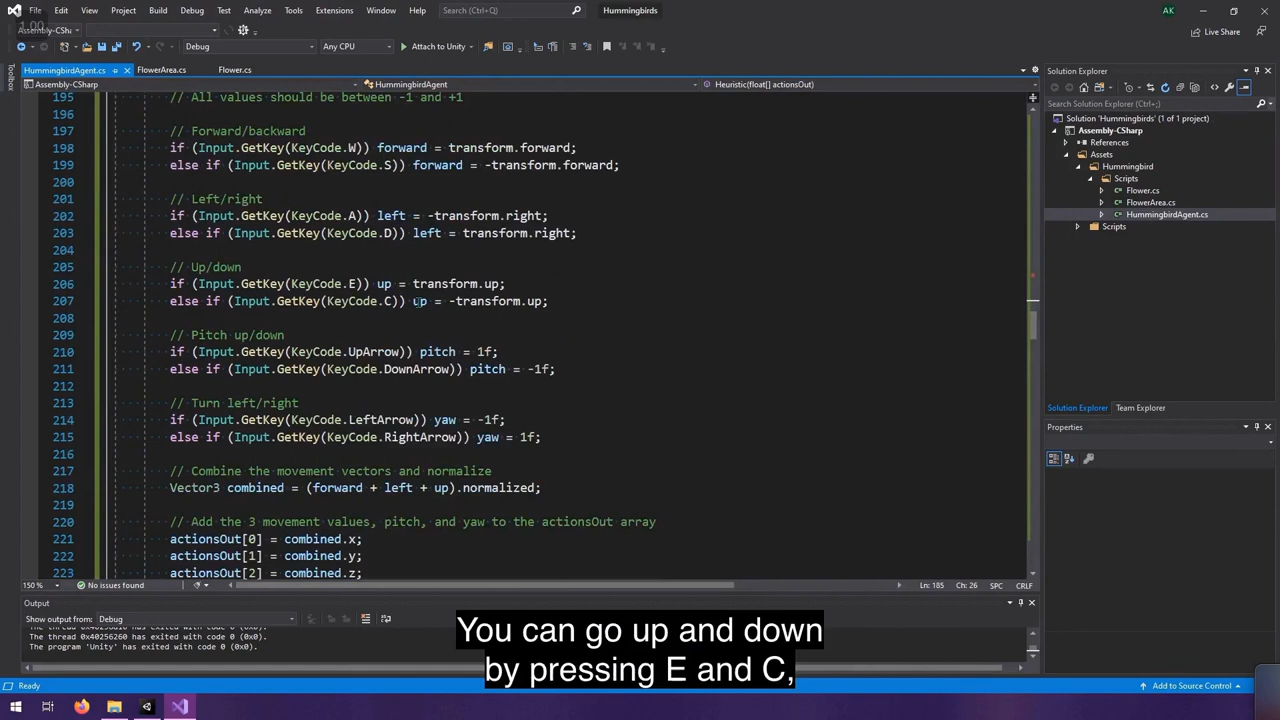 File Edit View Project Build Debug Test Analyze Tools Extensions Window Help Search (Ctrl+Q) Hummingbirds AK
1.00
Assembly-CSharp
Live Share
Debug Any CPU Attach to Unity
Toolbox
HummingbirdAgent.cs FlowerArea.cs Flower.cs
Assembly-CSharp HummingbirdAgent Heuristic(float[] actionsOut)
195 // All values should be between -1 and +1
196
197 // Forward/backward
198 if (Input.GetKey(KeyCode.W)) forward = transform.forward;
199 else if (Input.GetKey(KeyCode.S)) forward = -transform.forward;
200
201 // Left/right
202 if (Input.GetKey(KeyCode.A)) left = -transform.right;
203 else if (Input.GetKey(KeyCode.D)) left = transform.right;
204
205 // Up/down
206 if (Input.GetKey(KeyCode.E)) up = transform.up;
207 else if (Input.GetKey(KeyCode.C)) up = -transform.up;
208
209 // Pitch up/down
210 if (Input.GetKey(KeyCode.UpArrow)) pitch = 1f;
211 else if (Input.GetKey(KeyCode.DownArrow)) pitch = -1f;
212
213 // Turn left/right
214 if (Input.GetKey(KeyCode.LeftArrow)) yaw = -1f;
215 else if (Input.GetKey(KeyCode.RightArrow)) yaw = 1f;
216
217 // Combine the movement vectors and normalize
218 Vector3 combined = (forward + left + up).normalized;
219
220 // Add the 3 movement values, pitch, and yaw to the actionsOut array
221 actionsOut[0] = combined.x;
222 actionsOut[1] = combined.y;
223 actionsOut[2] = combined.z;
150 % No issues found Ln: 185 Ch: 26 SPC CRLF
Solution Explorer
Search Solution Explorer (Ctrl+;)
Solution 'Hummingbirds' (1 of 1 project)
Assembly-CSharp
References
Assets
Hummingbird
Scripts
Flower.cs
FlowerArea.cs
HummingbirdAgent.cs
Scripts
Solution Explorer Team Explorer
Properties
Output
Show output from: Debug
The thread 0x40256260 has exited with code 0 (0x0).
The program 'Unity' has exited with code 0 (0x0).
You can go up and down
by pressing E and C,
Ready Add to Source Control